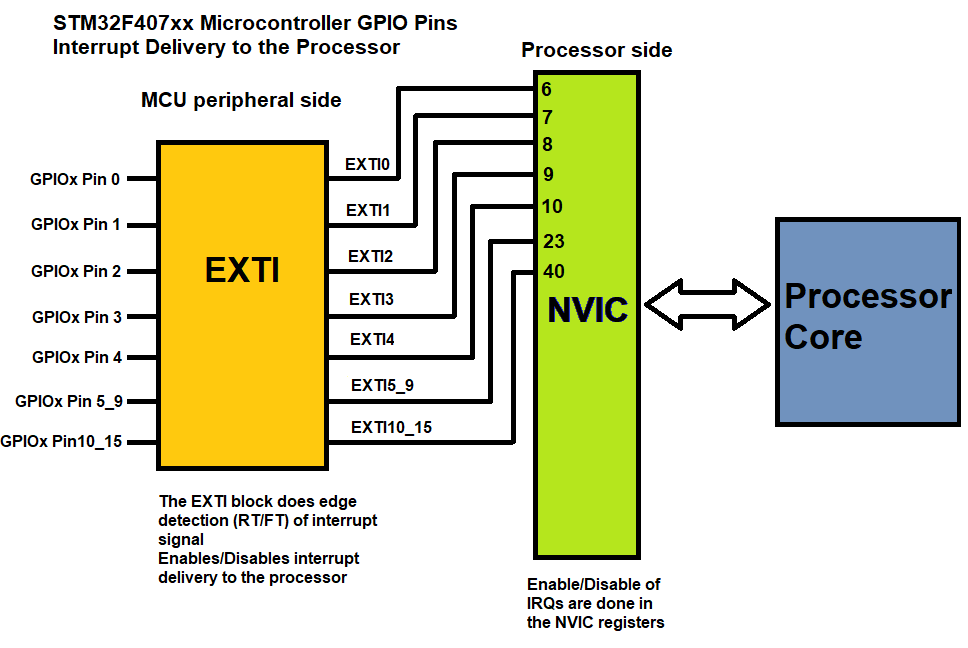 STM32F407xx Microcontroller GPIO Pins
Interrupt Delivery to the Processor
Processor side
MCU peripheral side
6
7
8
9
10
23
40
EXTI0
EXTI1
EXTI2
EXTI3
EXTI4
EXTI5_9
EXTI10_15
GPIOx Pin 0
GPIOx Pin 1
GPIOx Pin 2
GPIOx Pin 3
GPIOx Pin 4
GPIOx Pin 5_9
GPIOx Pin10_15
EXTI
NVIC
Processor
Core
The EXTI block does edge
detection (RT/FT) of interrupt
signal
Enables/Disables interrupt
delivery to the processor
Enable/Disable of
IRQs are done in
the NVIC registers